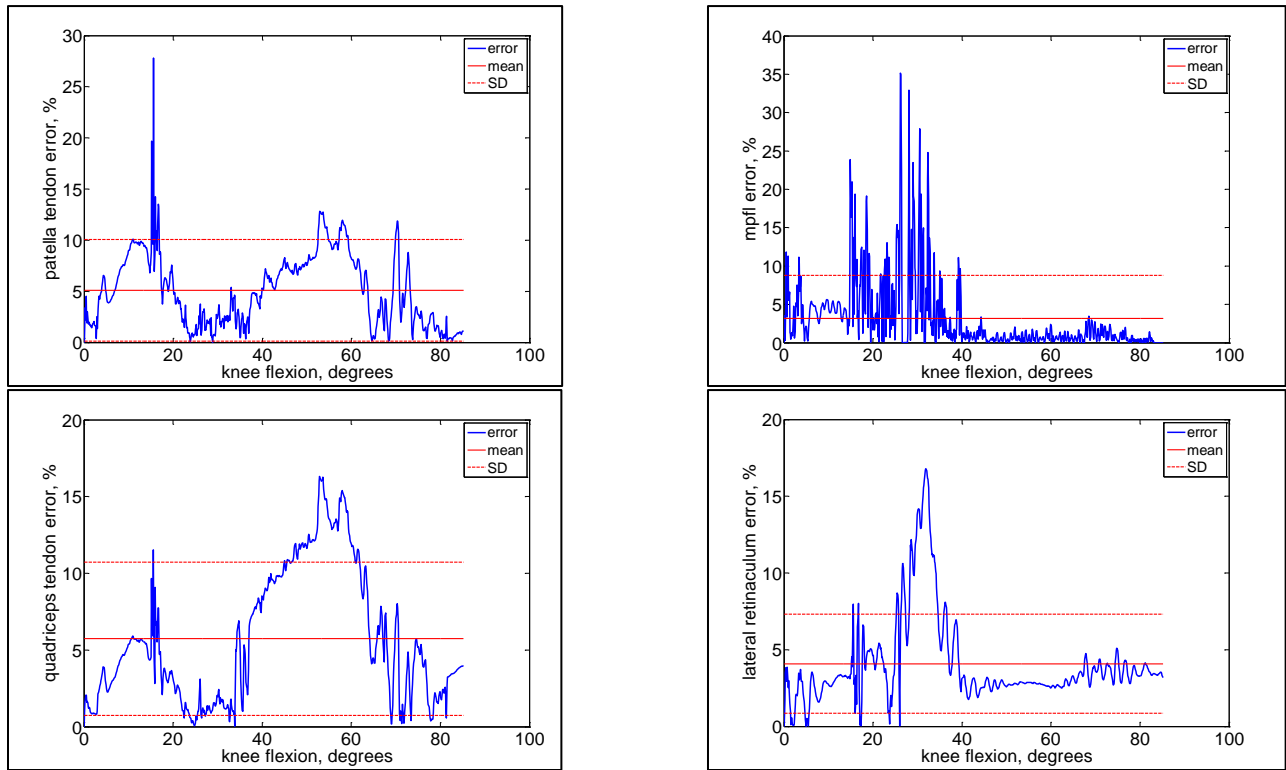 30
25
20
15
10
5
0
0 20 40 60 80 100
patella tendon error, %
knee flexion, degrees
error
mean
SD
40
35
30
25
20
15
10
5
0
0 20 40 60 80 100
mpfl error, %
knee flexion, degrees
error
mean
SD
20
15
10
5
0
0 20 40 60 80 100
quadriceps tendon error, %
knee flexion, degrees
error
mean
SD
20
15
10
5
0
0 20 40 60 80 100
lateral retinaculum error, %
knee flexion, degrees
error
mean
SD